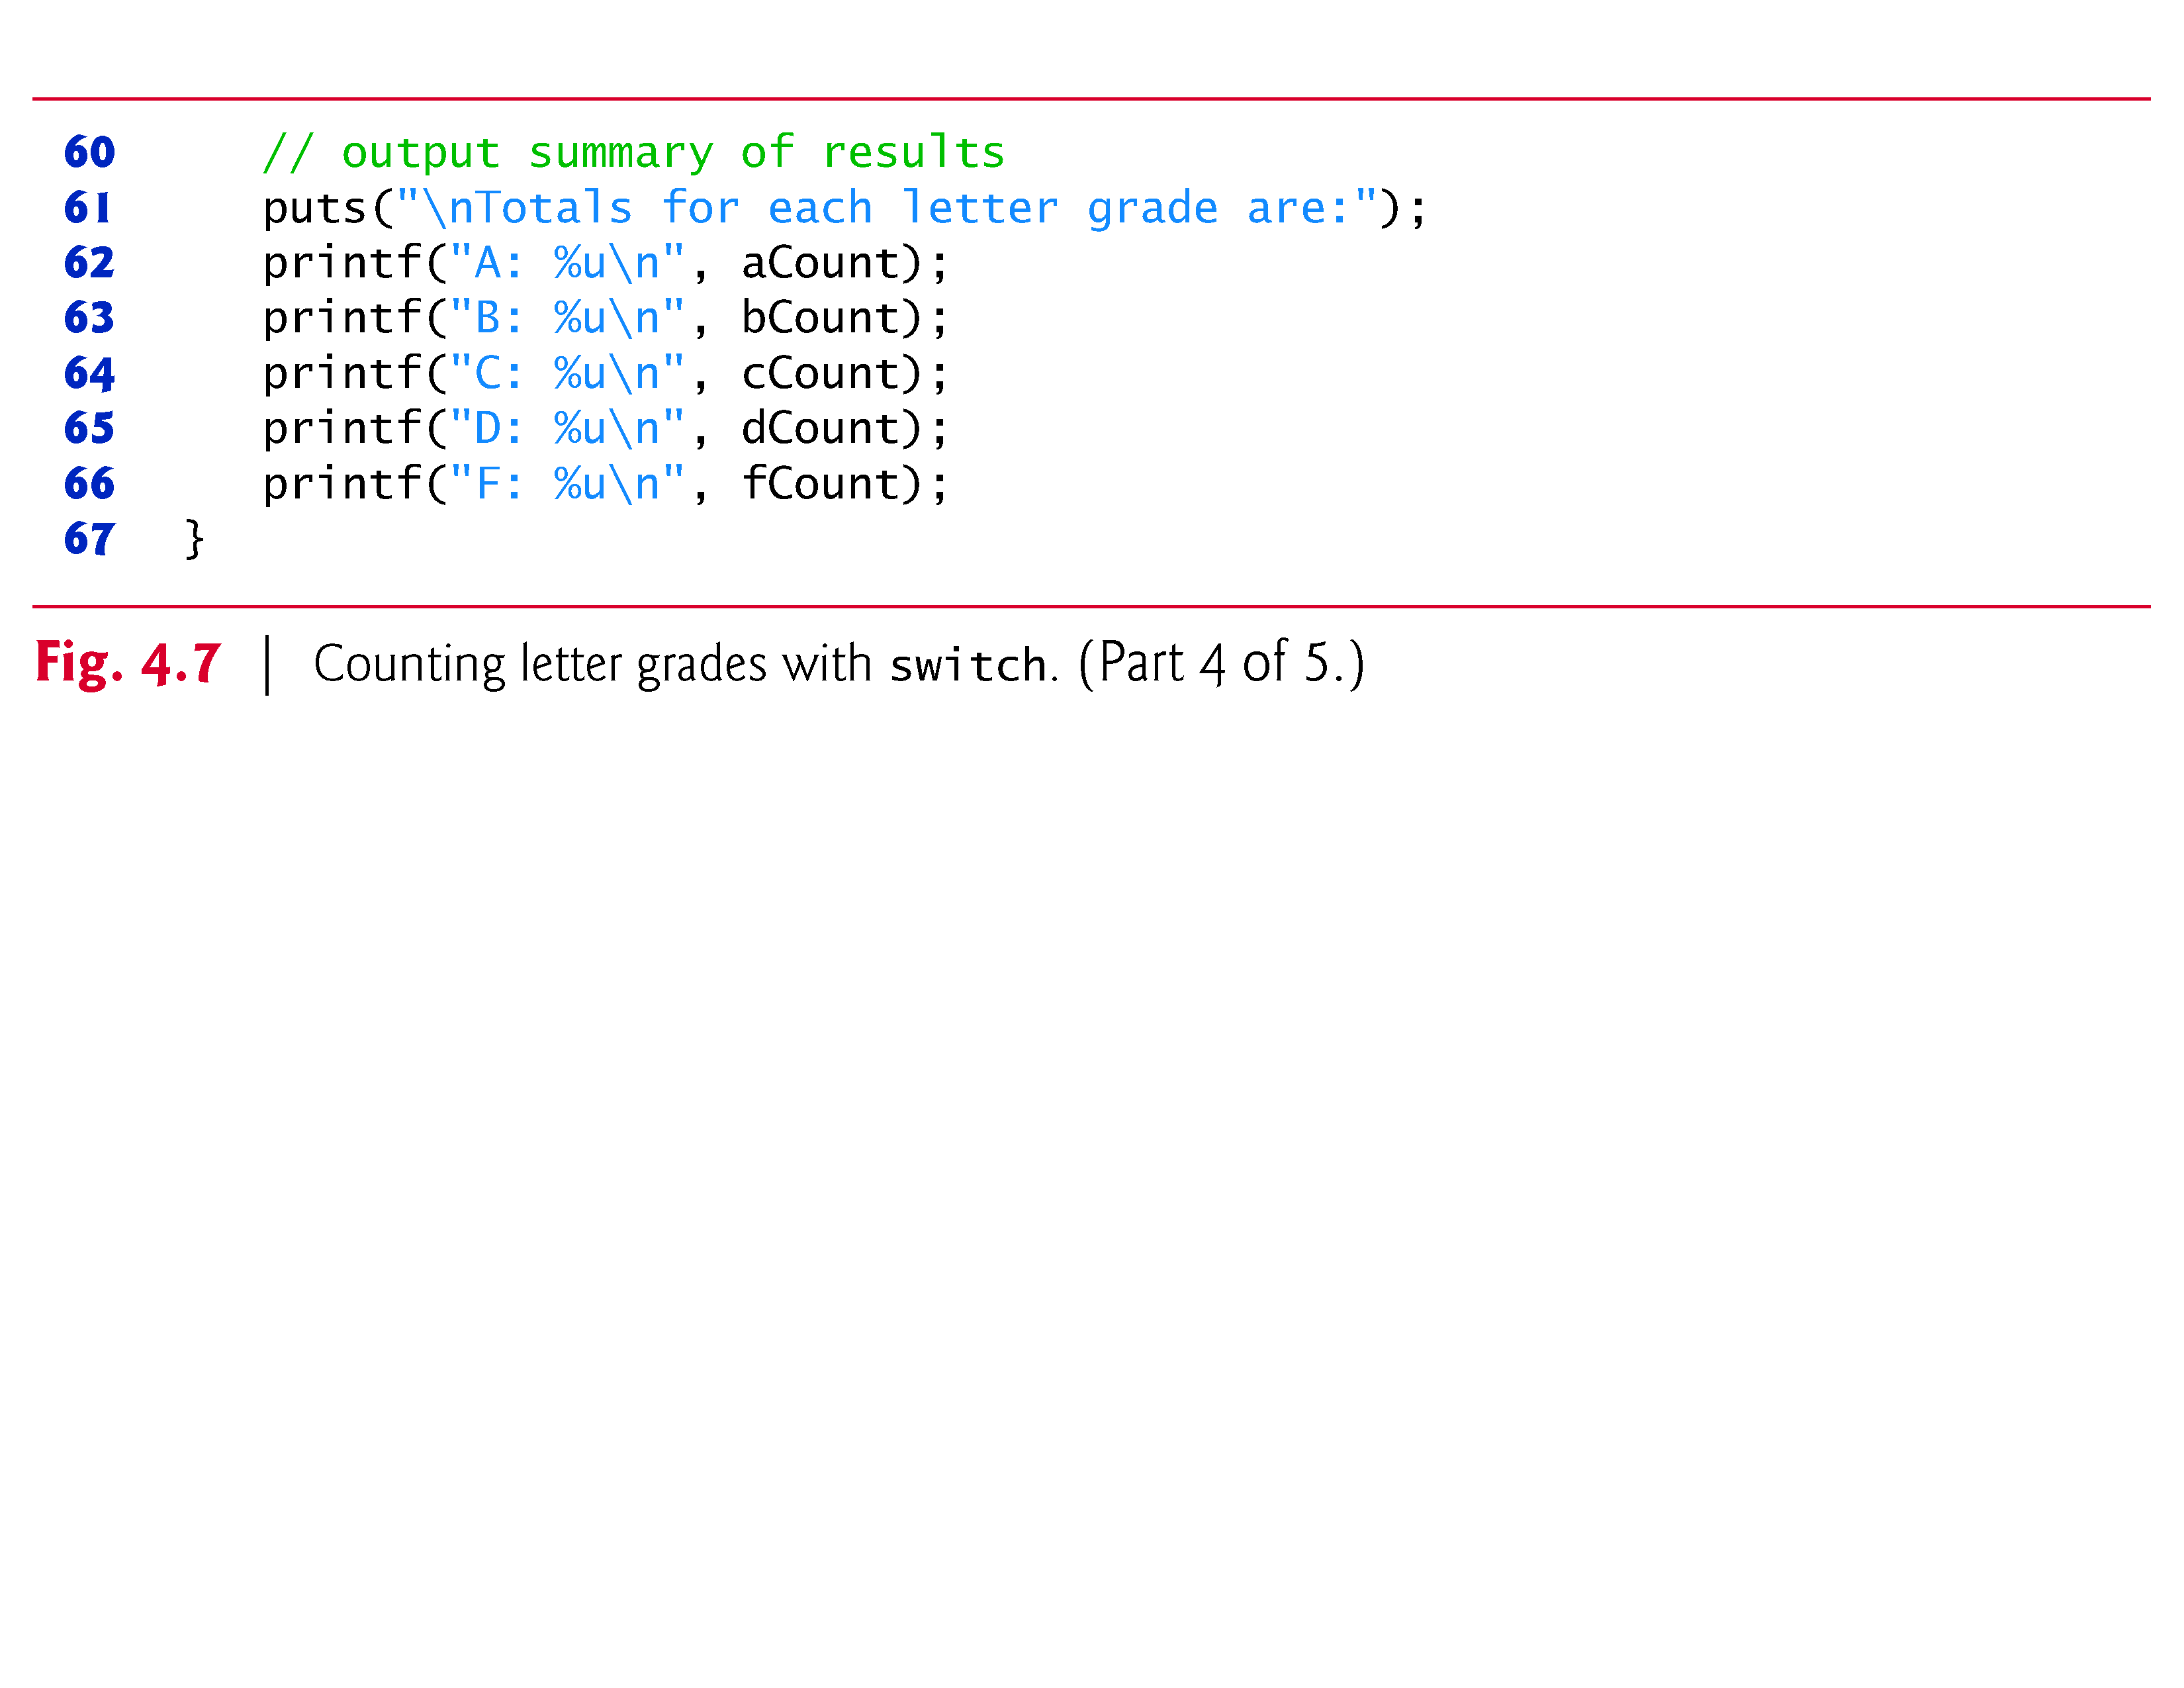 60 // output summary of results
61 puts("\nTotals for each letter grade are:");
62 printf("A: %u\n", aCount);
63 printf("B: %u\n", bCount);
64 printf("C: %u\n", cCount);
65 printf("D: %u\n", dCount);
66 printf("F: %u\n", fCount);
67 }
Fig. 4.7 | Counting letter grades with switch. (Part 4 of 5.)